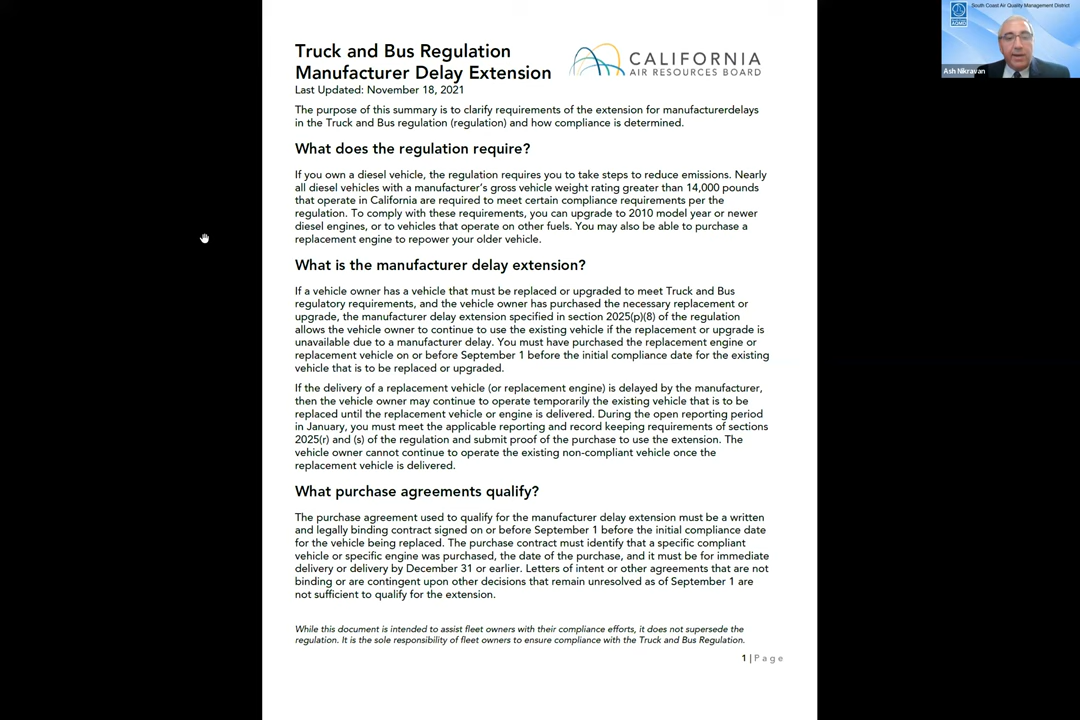 Truck and Bus Regulation
Manufacturer Delay Extension
Last Updated: November 18, 2021
CALIFORNIA
AIR RESOURCES BOARD
The purpose of this summary is to clarify requirements of the extension for manufacturerdelays
in the Truck and Bus regulation (regulation) and how compliance is determined.
What does the regulation require?
If you own a diesel vehicle, the regulation requires you to take steps to reduce emissions. Nearly
all diesel vehicles with a manufacturer's gross vehicle weight rating greater than 14,000 pounds
that operate in California are required to meet certain compliance requirements per the
regulation. To comply with these requirements, you can upgrade to 2010 model year or newer
diesel engines, or to vehicles that operate on other fuels. You may also be able to purchase a
replacement engine to repower your older vehicle.
What is the manufacturer delay extension?
If a vehicle owner has a vehicle that must be replaced or upgraded to meet Truck and Bus
regulatory requirements, and the vehicle owner has purchased the necessary replacement or
upgrade, the manufacturer delay extension specified in section 2025(p)(8) of the regulation
allows the vehicle owner to continue to use the existing vehicle if the replacement or upgrade is
unavailable due to a manufacturer delay. You must have purchased the replacement engine or
replacement vehicle on or before September 1 before the initial compliance date for the existing
vehicle that is to be replaced or upgraded.
If the delivery of a replacement vehicle (or replacement engine) is delayed by the manufacturer,
then the vehicle owner may continue to operate temporarily the existing vehicle that is to be
replaced until the replacement vehicle or engine is delivered. During the open reporting period
in January, you must meet the applicable reporting and record keeping requirements of sections
2025(r) and (s) of the regulation and submit proof of the purchase to use the extension. The
vehicle owner cannot continue to operate the existing non-compliant vehicle once the
replacement vehicle is delivered.
What purchase agreements qualify?
The purchase agreement used to qualify for the manufacturer delay extension must be a written
and legally binding contract signed on or before September 1 before the initial compliance date
for the vehicle being replaced. The purchase contract must identify that a specific compliant
vehicle or specific engine was purchased, the date of the purchase, and it must be for immediate
delivery or delivery by December 31 or earlier. Letters of intent or other agreements that are not
binding or are contingent upon other decisions that remain unresolved as of September 1 are
not sufficient to qualify for the extension.
While this document is intended to assist fleet owners with their compliance efforts, it does not supersede the
regulation. It is the sole responsibility of fleet owners to ensure compliance with the Truck and Bus Regulation.
1 | Page
South Coast Air Quality Management District
AQMD
Ash Nikravan